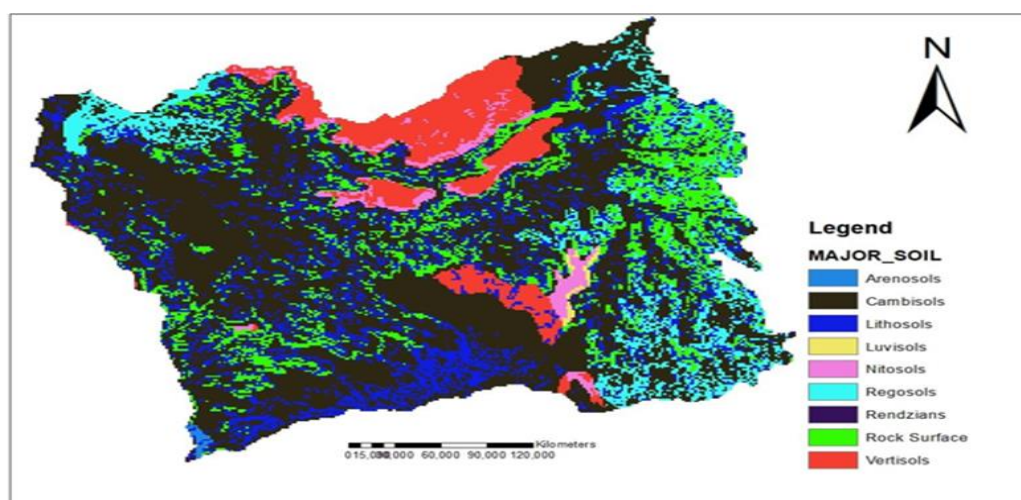 N
Legend
MAJOR_SOIL
Arenosols
Cambisols
Lithosols
Luvisols
Nitosols
Regosols
Rendzians
Rock Surface
Vertisols
Kilometers
60,000 90,000 120,000